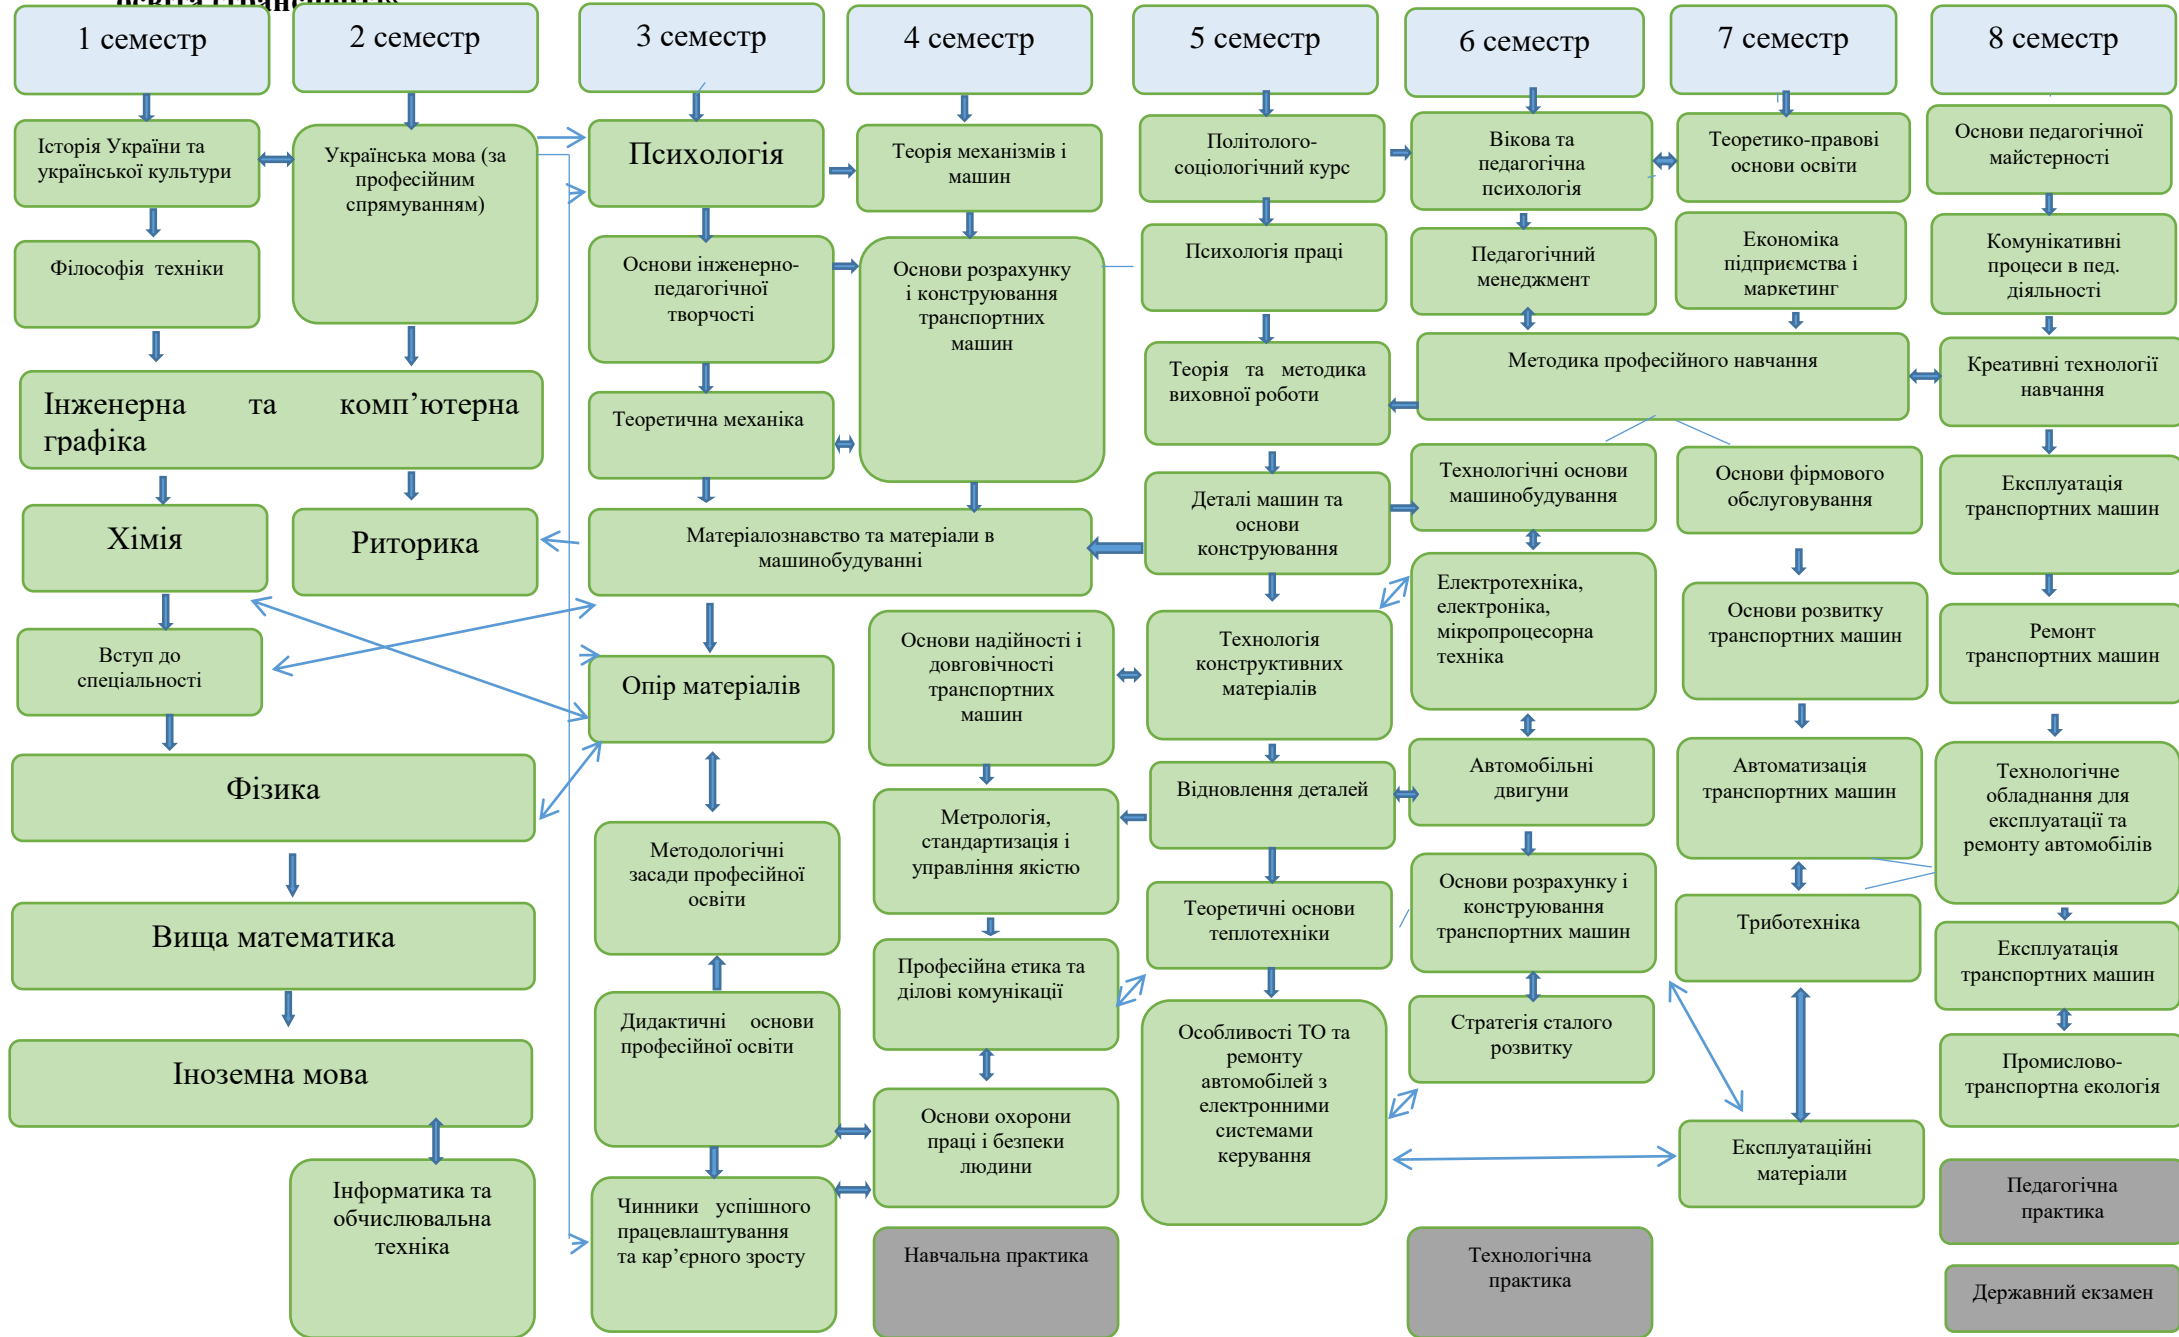 1 семестр
2 семестр
3 семестр
4 семестр
5 семестр
6 семестр
7 семестр
8 семестр
Історія України та
української культури
Філософія техніки
Українська мова (за
професійним
спрямуванням)
Інженерна та комп’ютерна
графіка
Хімія
Риторика
Вступ до
спеціальності
Фізика
Вища математика
Іноземна мова
Інформатика та
обчислювальна
техніка
Психологія
Основи інженерно-
педагогічної
творчості
Теоретична механіка
Матеріалознавство та матеріали в
машинобудуванні
Опір матеріалів
Методологічні
засади професійної
освіти
Дидактичні основи
професійної освіти
Чинники успішного
працевлаштування
та кар’єрного зросту
Теорія механізмів і
машин
Основи розрахунку
і конструювання
транспортних
машин
Основи надійності і
довговічності
транспортних
машин
Метрологія,
стандартизація і
управління якістю
Професійна етика та
ділові комунікації
Основи охорони
праці і безпеки
людини
Навчальна практика
Політолого-
соціологічний курс
Психологія праці
Теорія та методика
виховної роботи
Деталі машин та
основи
конструювання
Технологія
конструктивних
матеріалів
Відновлення деталей
Теоретичні основи
теплотехніки
Особливості ТО та
ремонту
автомобілей з
електронними
системами
керування
Вікова та
педагогічна
психологія
Педагогічний
менеджмент
Методика професійного навчання
Технологічні основи
машинобудування
Електротехніка,
електроніка,
мікропроцесорна
техніка
Автомобільні
двигуни
Основи розрахунку і
конструювання
транспортних машин
Стратегія сталого
розвитку
Технологічна
практика
Теоретико-правові
основи освіти
Економіка
підприємства і
маркетинг
Основи фірмового
обслуговування
Основи розвитку
транспортних машин
Автоматизація
транспортних машин
Триботехніка
Експлуатаційні
матеріали
Основи педагогічної
майстерності
Комунікативні
процеси в пед.
діяльності
Креативні технології
навчання
Експлуатація
транспортних машин
Ремонт
транспортних машин
Технологічне
обладнання для
експлуатації та
ремонту автомобілів
Експлуатація
транспортних машин
Промислово-
транспортна екологія
Педагогічна
практика
Державний екзамен